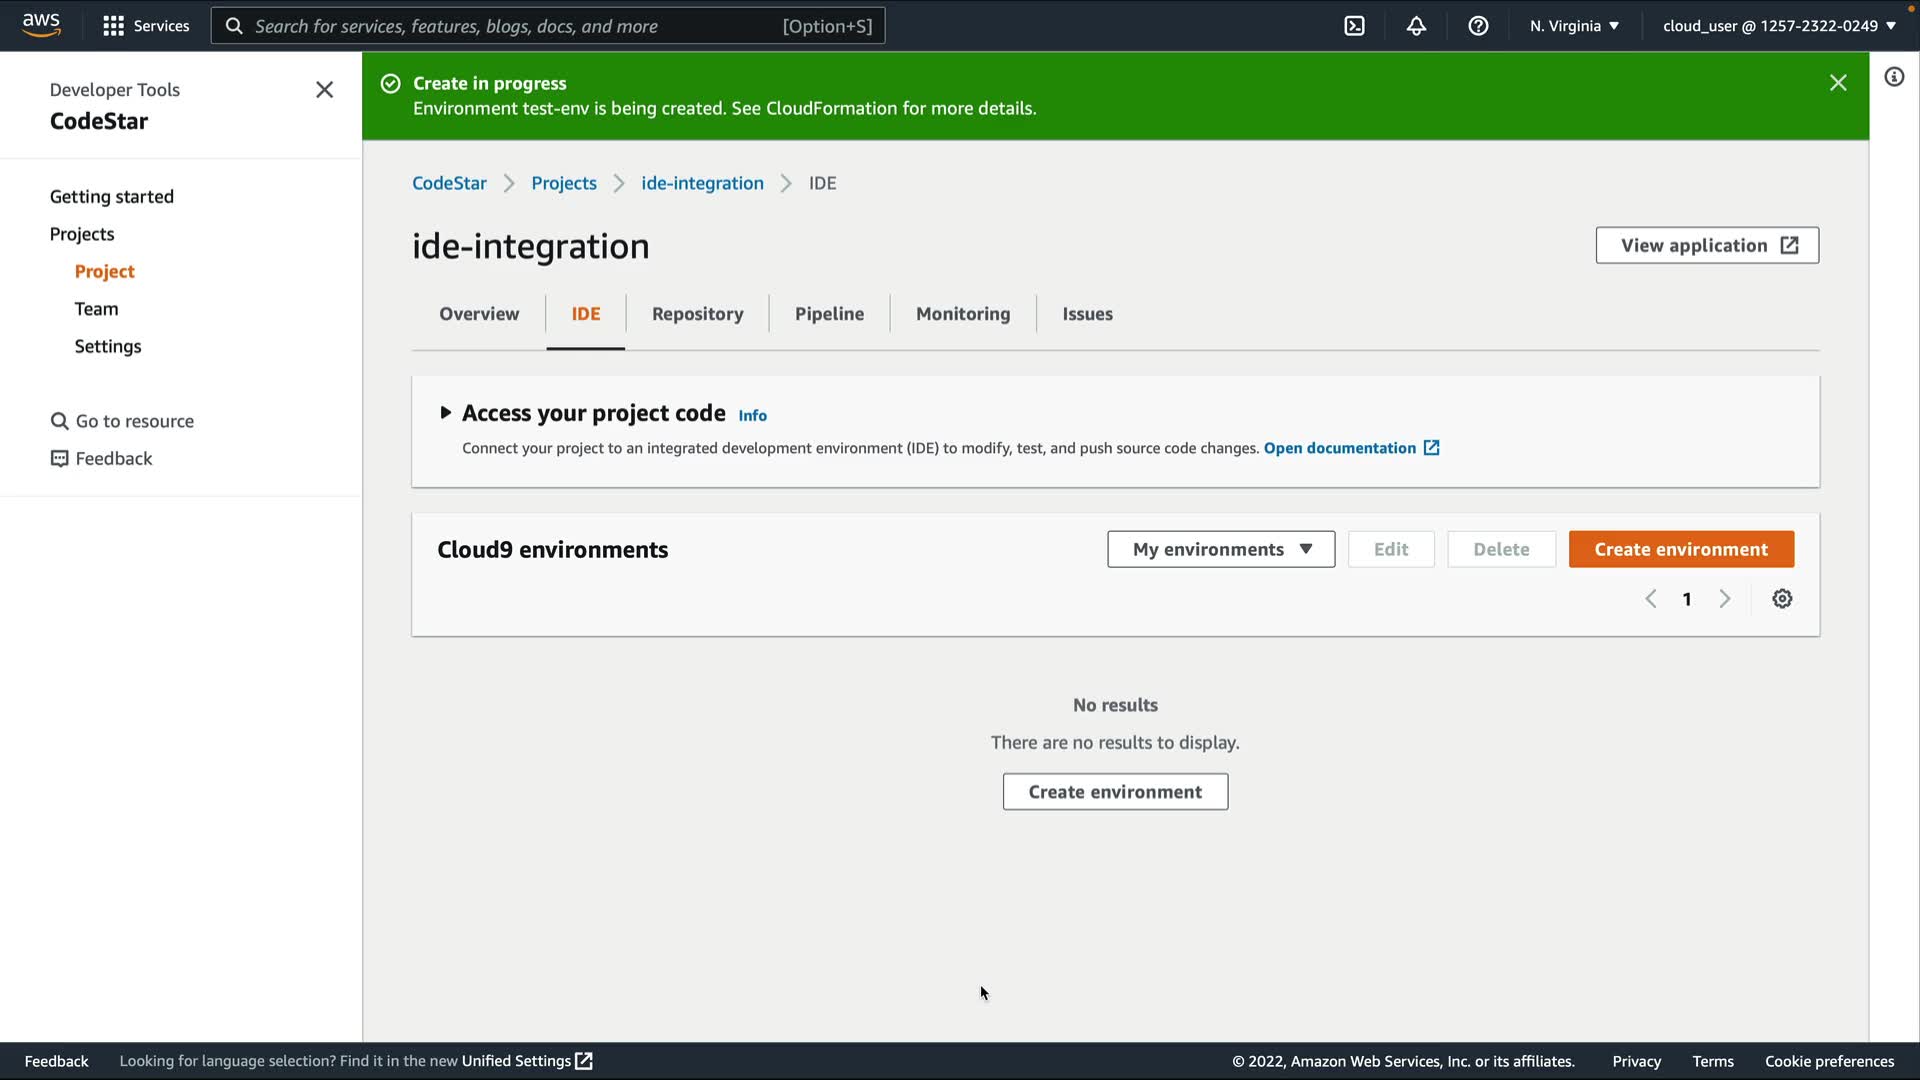 aws
Services
Search for services, features, blogs, docs, and more
[Option+S]
N. Virginia
cloud_user @ 1257-2322-0249
Developer Tools
CodeStar
Getting started
Projects
Project
Team
Settings
Go to resource
Feedback
Create in progress
Environment test-env is being created. See CloudFormation for more details.
CodeStar
Projects
ide-integration
IDE
ide-integration
View application
Overview
IDE
Repository
Pipeline
Monitoring
Issues
Access your project code Info
Connect your project to an integrated development environment (IDE) to modify, test, and push source code changes. Open documentation
Cloud9 environments
My environments
Edit
Delete
Create environment
1
No results
There are no results to display.
Create environment
Feedback
Looking for language selection? Find it in the new Unified Settings
© 2022, Amazon Web Services, Inc. or its affiliates.
Privacy
Terms
Cookie preferences